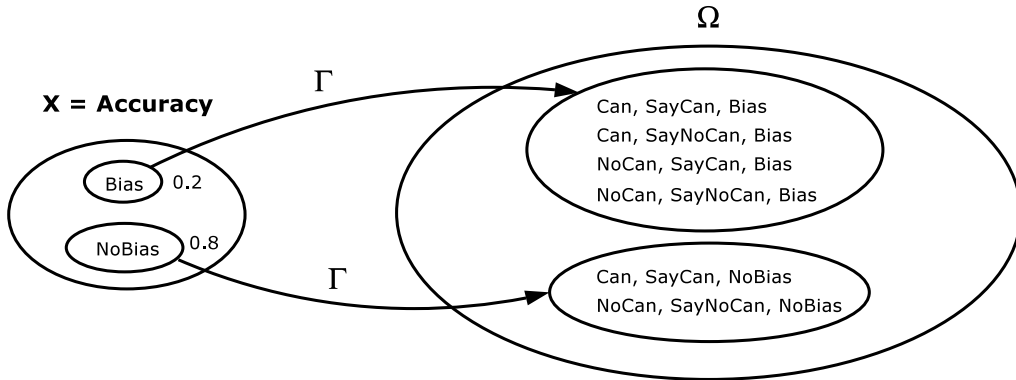 Ω
Γ
X = Accuracy
Can, SayCan, Bias
Can, SayNoCan, Bias
NoCan, SayCan, Bias
NoCan, SayNoCan, Bias
Bias 0.2
NoBias 0.8
Γ
Can, SayCan, NoBias
NoCan, SayNoCan, NoBias